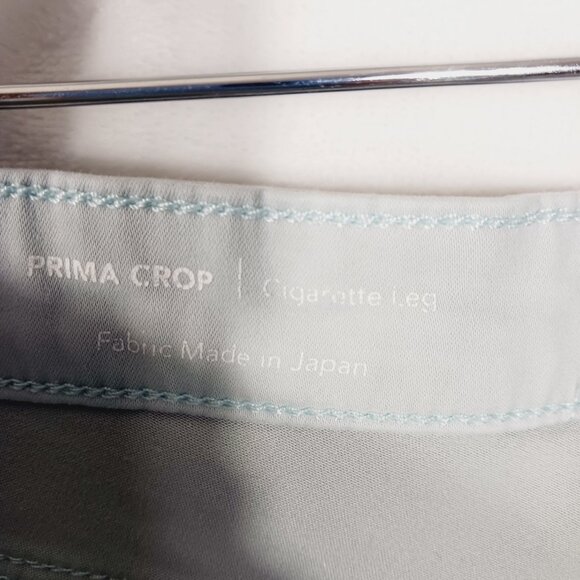 PRIMA CROP | Cigarette Leg
Fabric Made in Japan